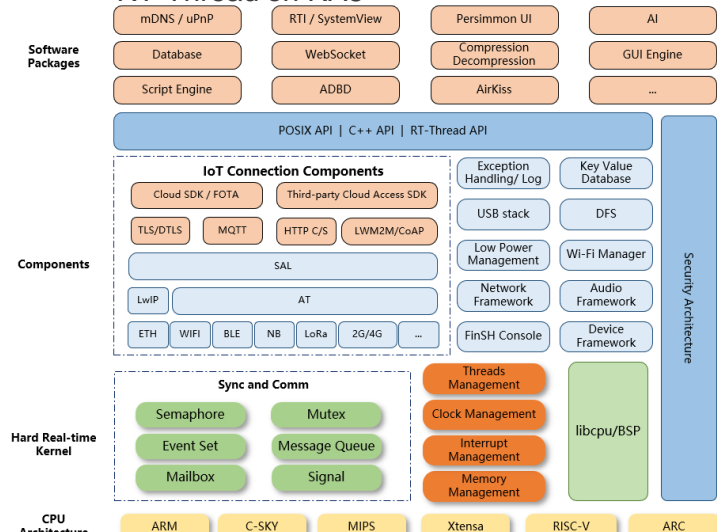 mDNS / uPnP
RTI / SystemView
Persimmon UI
AI
Software
Packages
Database
WebSocket
Compression
Decompression
GUI Engine
Script Engine
ADBD
AirKiss
...
POSIX API | C++ API | RT-Thread API
Security Architecture
Components
IoT Connection Components
Cloud SDK / FOTA
Third-party Cloud Access SDK
TLS/DTLS
MQTT
HTTP C/S
LWM2M/CoAP
SAL
LwIP
AT
ETH
WIFI
BLE
NB
LoRa
2G/4G
...
Exception
Handling/ Log
Key Value
Database
USB stack
DFS
Low Power
Management
Wi-Fi Manager
Network
Framework
Audio
Framework
FinSH Console
Device
Framework
Hard Real-time
Kernel
Sync and Comm
Semaphore
Mutex
Event Set
Message Queue
Mailbox
Signal
Threads
Management
Clock Management
Interrupt
Management
Memory
Management
libcpu/BSP
CPU
Architecture
ARM
C-SKY
MIPS
Xtensa
RISC-V
ARC